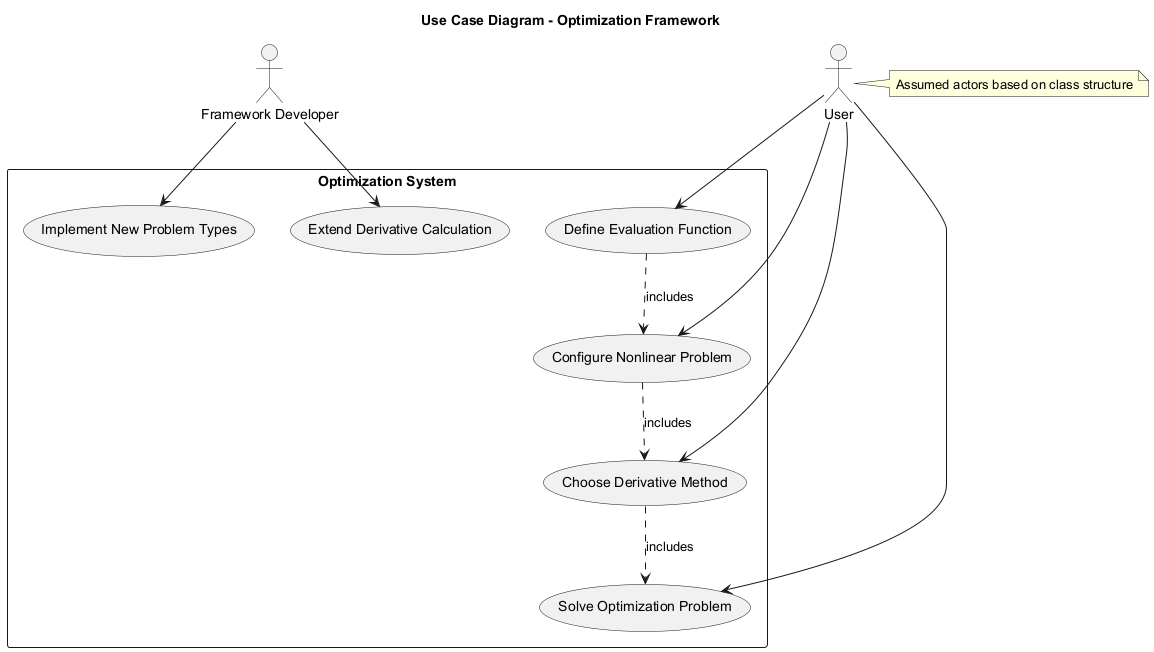 Use Case Diagram - Optimization Framework
Framework Developer
User
Assumed actors based on class structure
Optimization System
Implement New Problem Types
Extend Derivative Calculation
Define Evaluation Function
includes
Configure Nonlinear Problem
includes
Choose Derivative Method
includes
Solve Optimization Problem